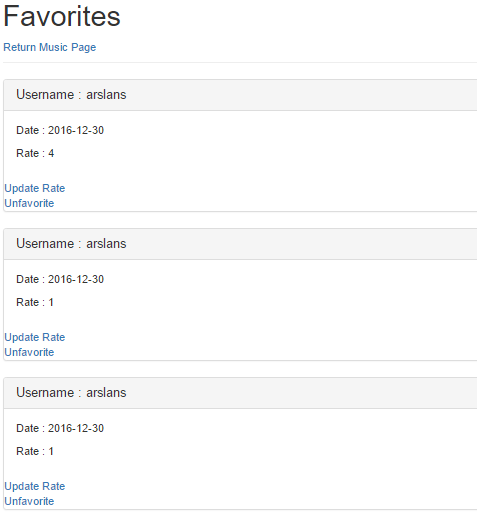 Favorites
Return Music Page
Username : arslans
Date : 2016-12-30
Rate : 4
Update Rate
Unfavorite
Username : arslans
Date : 2016-12-30
Rate : 1
Update Rate
Unfavorite
Username : arslans
Date : 2016-12-30
Rate : 1
Update Rate
Unfavorite